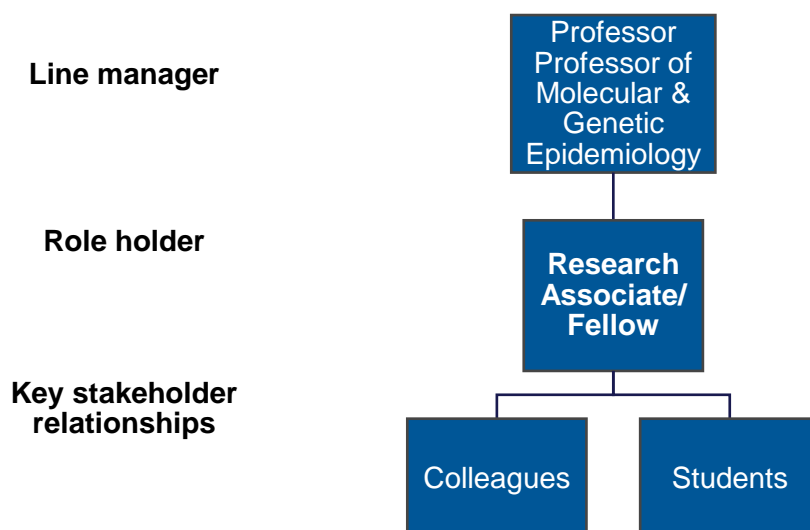 Line manager
Professor
Professor of
Molecular &
Genetic
Epidemiology
Role holder
Research
Associate/
Fellow
Key stakeholder
relationships
Colleagues
Students